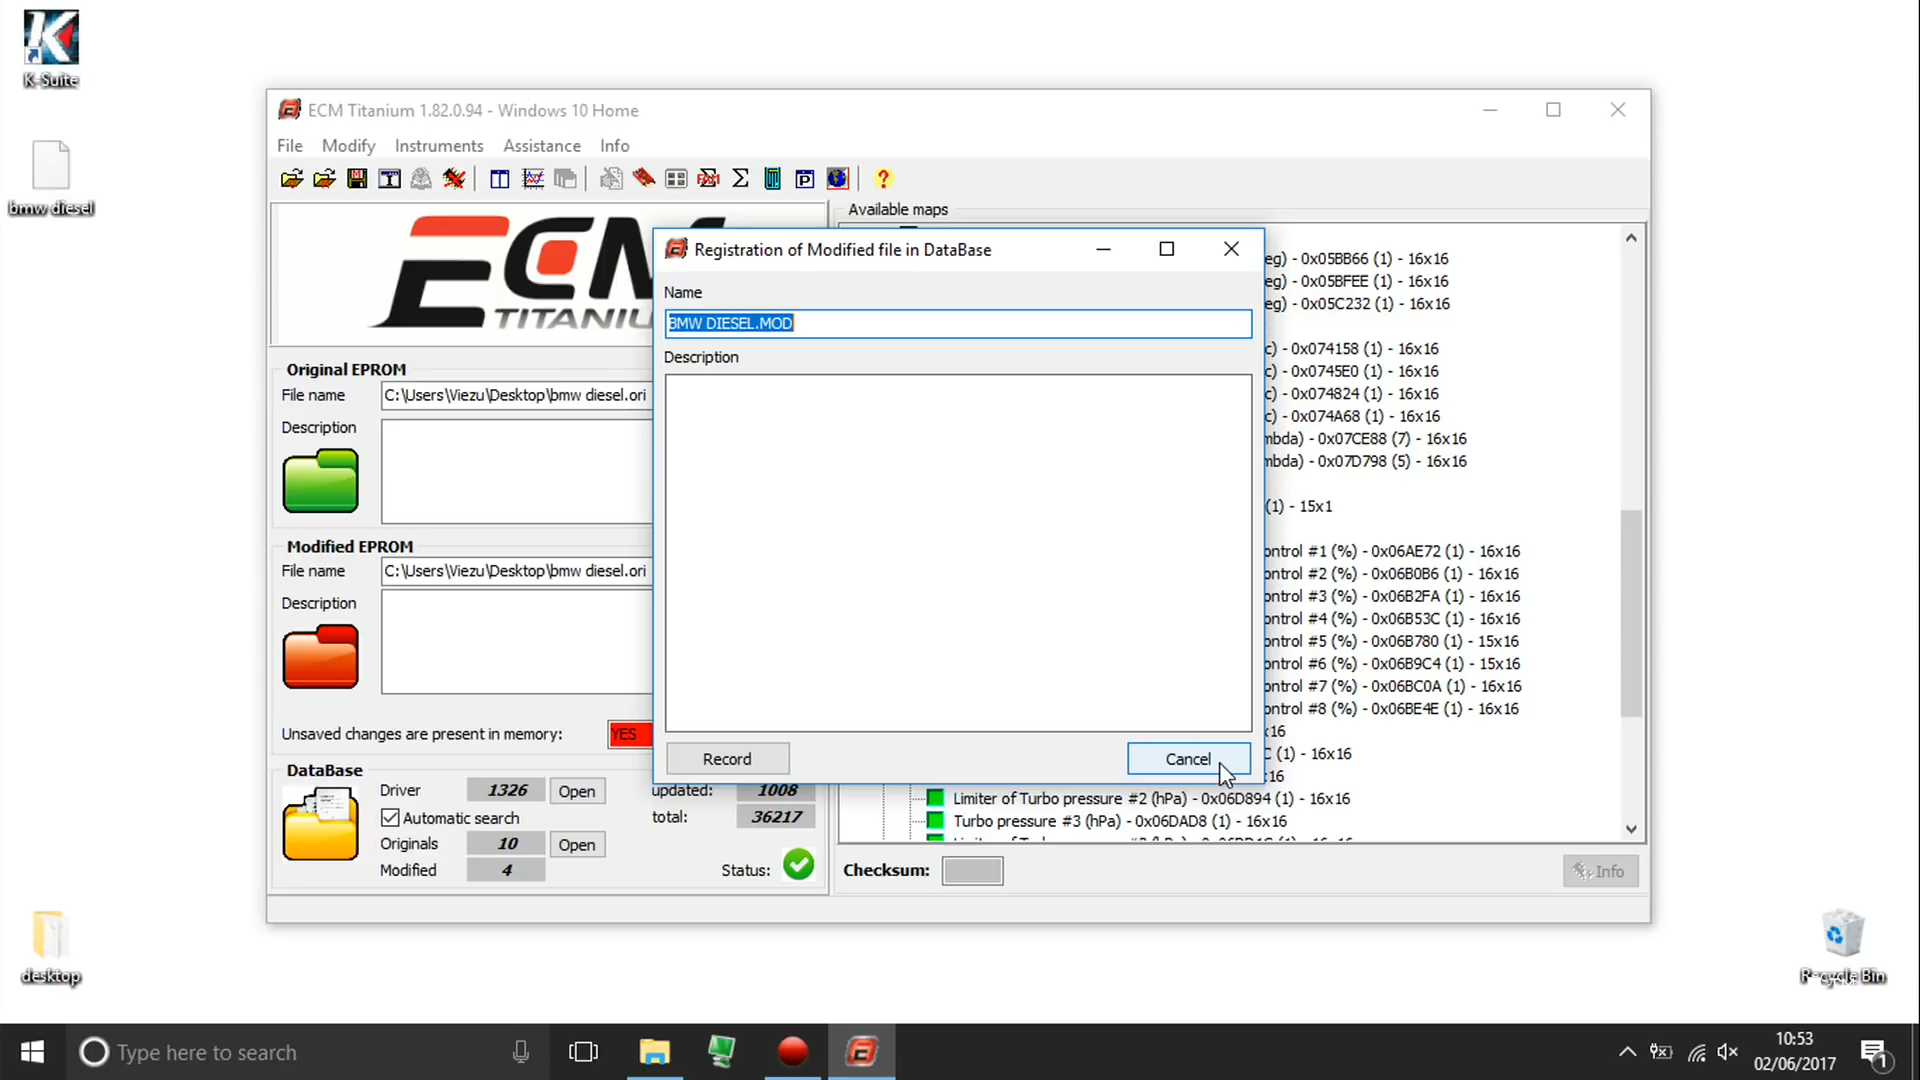 K-Suite
bmw diesel
ECM Titanium 1.82.0.94 - Windows 10 Home
File Modify Instruments Assistance Info
Available maps
ECM
TITANIU
Original EPROM
File name C:\Users\Viezu\Desktop\bmw diesel.ori
Description
Modified EPROM
File name C:\Users\Viezu\Desktop\bmw diesel.ori
Description
Unsaved changes are present in memory: YES
DataBase
Driver 1326 Open updated: 1008
Automatic search total: 36217
Originals 10 Open
Modified 4 Status:
Registration of Modified file in DataBase
Name
BMW DIESEL.MOD
Description
Record Cancel
eg) - 0x05BB66 (1) - 16x16
eg) - 0x05BFEE (1) - 16x16
eg) - 0x05C232 (1) - 16x16
c) - 0x074158 (1) - 16x16
c) - 0x0745E0 (1) - 16x16
c) - 0x074824 (1) - 16x16
c) - 0x074A68 (1) - 16x16
mbda) - 0x07CE88 (7) - 16x16
mbda) - 0x07D798 (5) - 16x16
(1) - 15x1
ontrol #1 (%) - 0x06AE72 (1) - 16x16
ontrol #2 (%) - 0x06B0B6 (1) - 16x16
ontrol #3 (%) - 0x06B2FA (1) - 16x16
ontrol #4 (%) - 0x06B53C (1) - 16x16
ontrol #5 (%) - 0x06B780 (1) - 15x16
ontrol #6 (%) - 0x06B9C4 (1) - 15x16
ontrol #7 (%) - 0x06BC0A (1) - 16x16
ontrol #8 (%) - 0x06BE4E (1) - 16x16
x16
C (1) - 16x16
:16
Limiter of Turbo pressure #2 (hPa) - 0x06D894 (1) - 16x16
Turbo pressure #3 (hPa) - 0x06DAD8 (1) - 16x16
Checksum: Info
desktop
Recycle Bin
Type here to search
10:53
02/06/2017
1